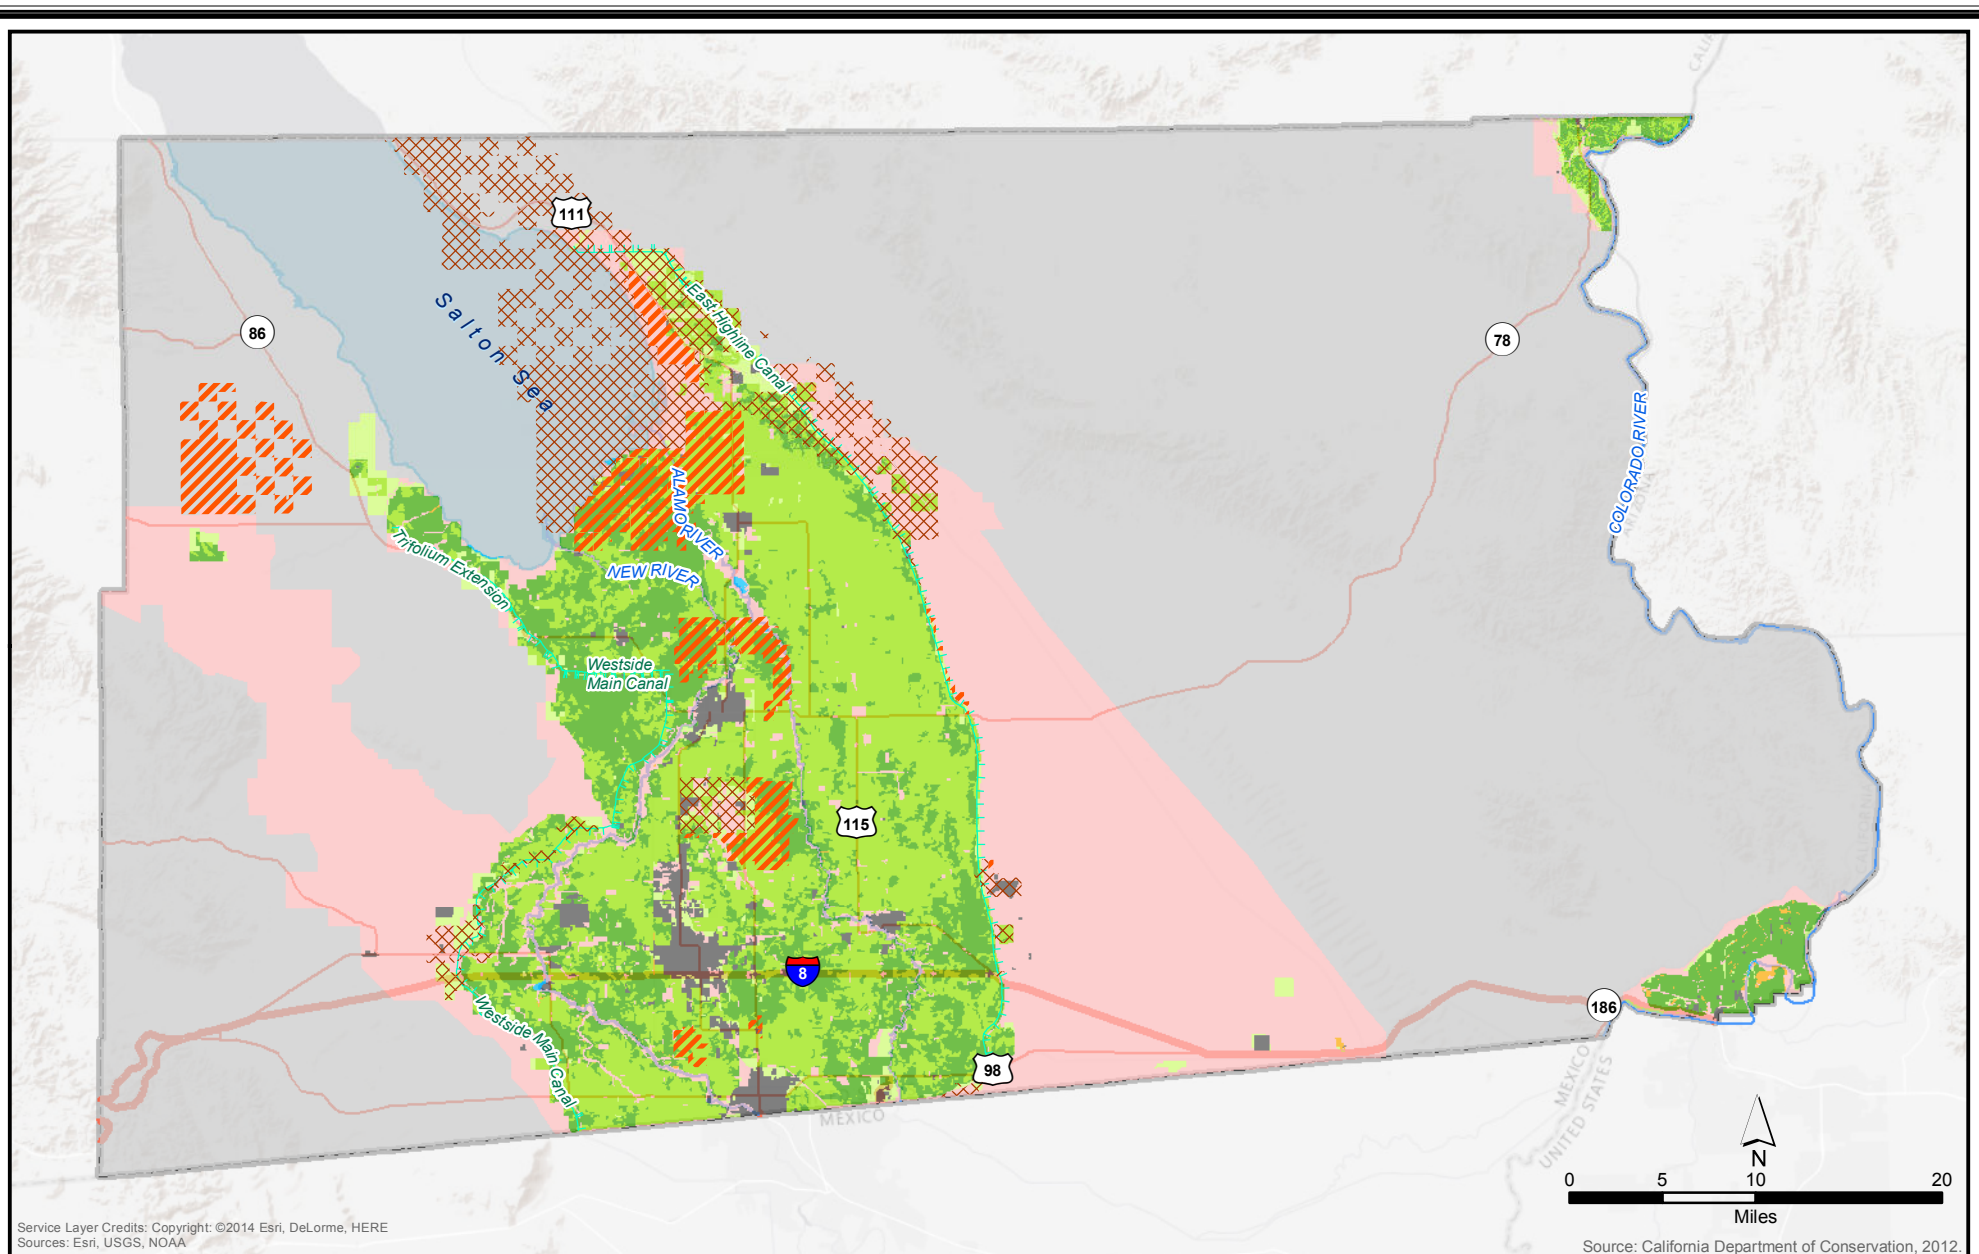 CALIF
111
East Highline Canal
Salton Sea
86
78
COLORADO RIVER
ALAMO RIVER
NEW RIVER
Trifolium Extension
Westside
Main Canal
115
8
186
Westside Main Canal
98
MEXICO
MEXICO
UNITED STATES
N
0 5 10 20
Miles
Service Layer Credits: Copyright: ©2014 Esri, DeLorme, HERE
Sources: Esri, USGS, NOAA
Source: California Department of Conservation, 2012.